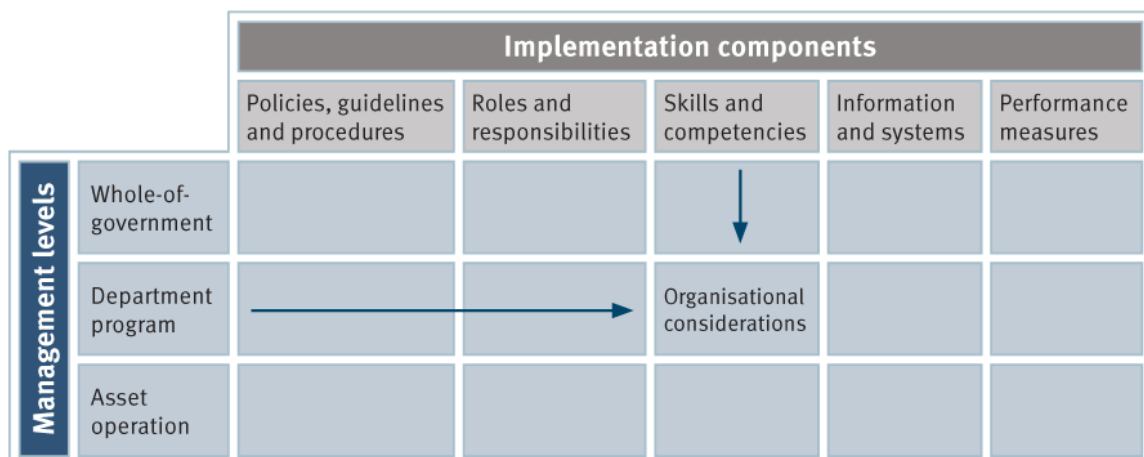 Implementation components
Policies, guidelines
and procedures
Roles and
responsibilities
Skills and
competencies
Information
and systems
Performance
measures
Management levels
Whole-of-
government
Department
program
Organisational
considerations
Asset
operation